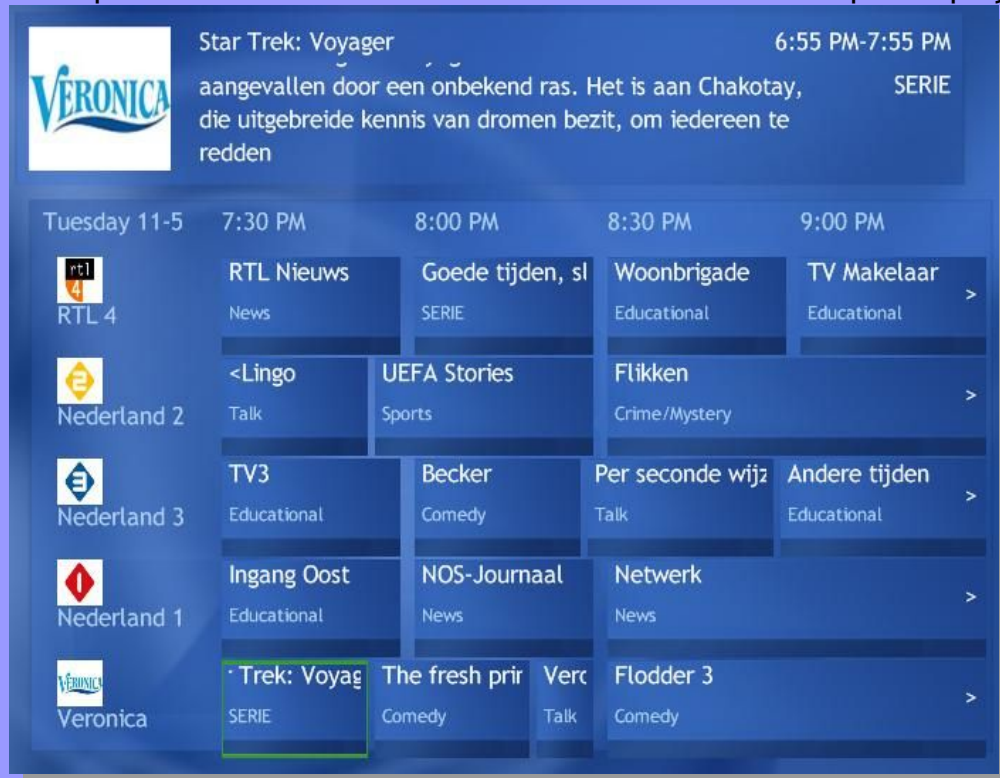 Star Trek: Voyager 6:55 PM-7:55 PM
VERONICA
aangevallen door een onbekend ras. Het is aan Chakotay, SERIE
die uitgebreide kennis van dromen bezit, om iedereen te
redden
Tuesday 11-5 7:30 PM 8:00 PM 8:30 PM 9:00 PM
rtl 4 RTL Nieuws Goede tijden, sl Woonbrigade TV Makelaar
RTL 4 News SERIE Educational Educational >
2 <Lingo UEFA Stories Flikken
Nederland 2 Talk Sports Crime/Mystery >
3 TV3 Becker Per seconde wijz Andere tijden
Nederland 3 Educational Comedy Talk Educational >
1 Ingang Oost NOS-Journaal Netwerk
Nederland 1 Educational News News >
VERONICA Trek: Voyag The fresh prir Verc Flodder 3
Veronica SERIE Comedy Talk Comedy >